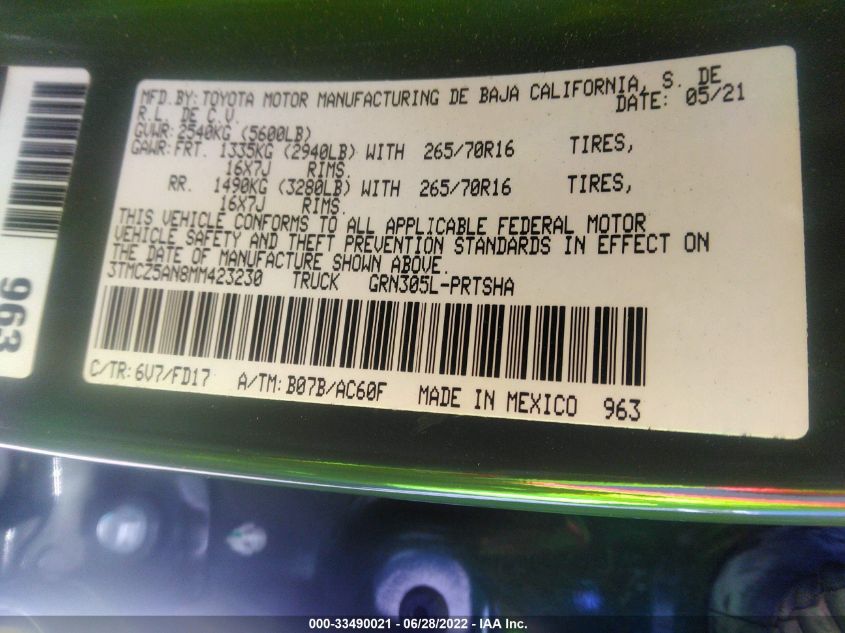 MFD.BY: TOYOTA MOTOR MANUFACTURING DE BAJA CALIFORNIA, S. DE
R.L. DE C.V. DATE: 05/21
GVWR: 2540KG (5600LB)
GAWR: FRT. 1335KG (2940LB) WITH 265/70R16 TIRES,
16X7J RIMS.
RR. 1490KG (3280LB) WITH 265/70R16 TIRES,
16X7J RIMS.
THIS VEHICLE CONFORMS TO ALL APPLICABLE FEDERAL MOTOR
VEHICLE SAFETY AND THEFT PREVENTION STANDARDS IN EFFECT ON
THE DATE OF MANUFACTURE SHOWN ABOVE.
3TMCZ5AN8MM423230 TRUCK GRN305L-PRTSHA
C/TR: 6V7/FD17 A/TM: B07B/AC60F MADE IN MEXICO 963
963
000-33490021 - 06/28/2022 - IAA Inc.